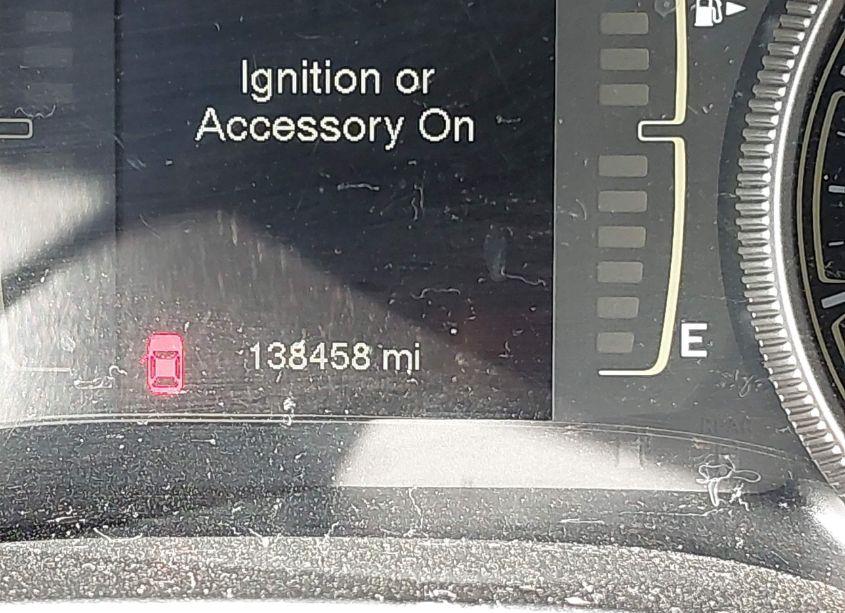 Ignition or
Accessory On
138458 mi
E